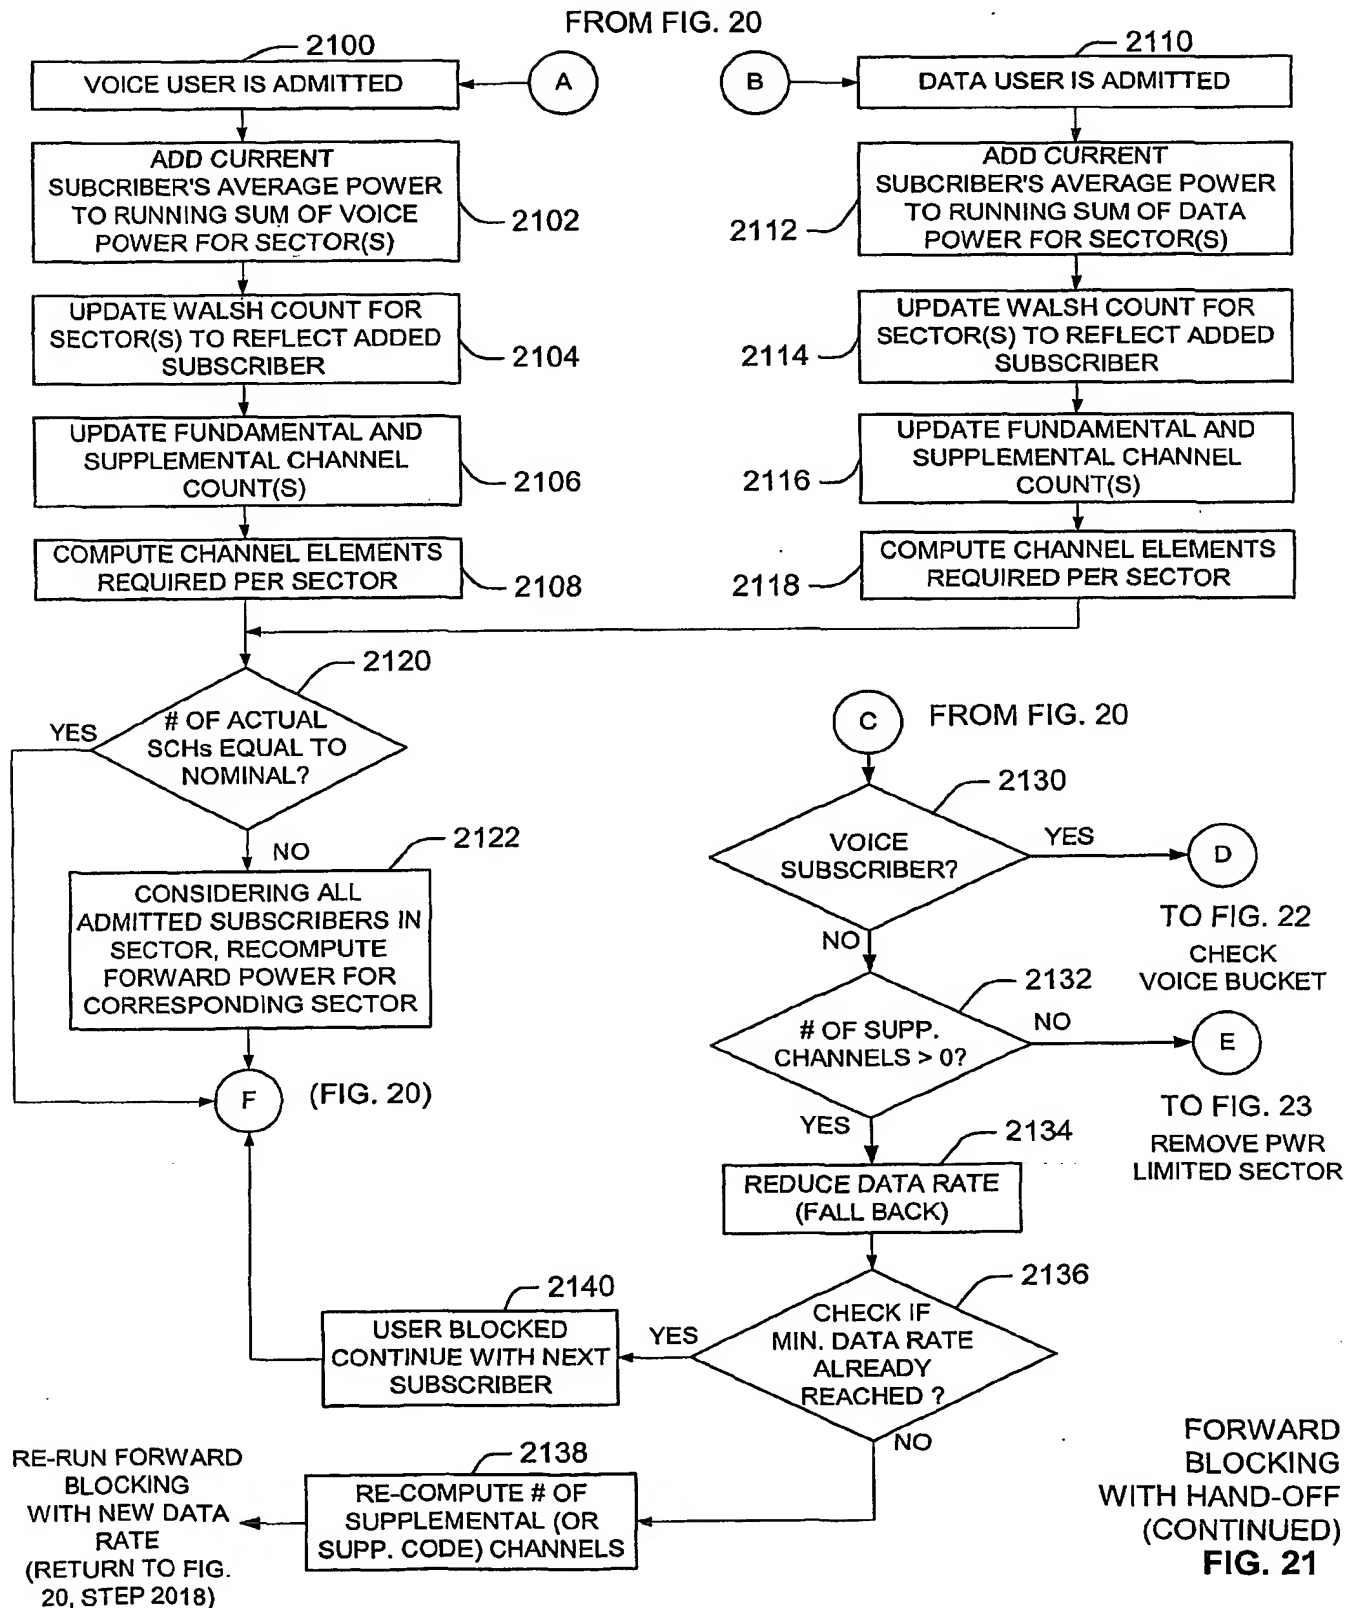 FROM FIG. 20
2100
VOICE USER IS ADMITTED
A
2102
ADD CURRENT
SUBCRIBER'S AVERAGE POWER
TO RUNNING SUM OF VOICE
POWER FOR SECTOR(S)
2104
UPDATE WALSH COUNT FOR
SECTOR(S) TO REFLECT ADDED
SUBSCRIBER
2106
UPDATE FUNDAMENTAL AND
SUPPLEMENTAL CHANNEL
COUNT(S)
2108
COMPUTE CHANNEL ELEMENTS
REQUIRED PER SECTOR
B
2110
DATA USER IS ADMITTED
2112
ADD CURRENT
SUBCRIBER'S AVERAGE POWER
TO RUNNING SUM OF DATA
POWER FOR SECTOR(S)
2114
UPDATE WALSH COUNT FOR
SECTOR(S) TO REFLECT ADDED
SUBSCRIBER
2116
UPDATE FUNDAMENTAL AND
SUPPLEMENTAL CHANNEL
COUNT(S)
2118
COMPUTE CHANNEL ELEMENTS
REQUIRED PER SECTOR
2120
# OF ACTUAL
SCHs EQUAL TO
NOMINAL?
YES
NO
2122
CONSIDERING ALL
ADMITTED SUBSCRIBERS IN
SECTOR, RECOMPUTE
FORWARD POWER FOR
CORRESPONDING SECTOR
F
(FIG. 20)
C
FROM FIG. 20
2130
VOICE
SUBSCRIBER?
YES
D
TO FIG. 22
CHECK
VOICE BUCKET
NO
2132
# OF SUPP.
CHANNELS > 0?
NO
E
TO FIG. 23
REMOVE PWR
LIMITED SECTOR
YES
2134
REDUCE DATA RATE
(FALL BACK)
2136
CHECK IF
MIN. DATA RATE
ALREADY
REACHED ?
YES
2140
USER BLOCKED
CONTINUE WITH NEXT
SUBSCRIBER
NO
2138
RE-COMPUTE # OF
SUPPLEMENTAL (OR
SUPP. CODE) CHANNELS
RE-RUN FORWARD
BLOCKING
WITH NEW DATA
RATE
(RETURN TO FIG.
20, STEP 2018)
FORWARD
BLOCKING
WITH HAND-OFF
(CONTINUED)
FIG. 21